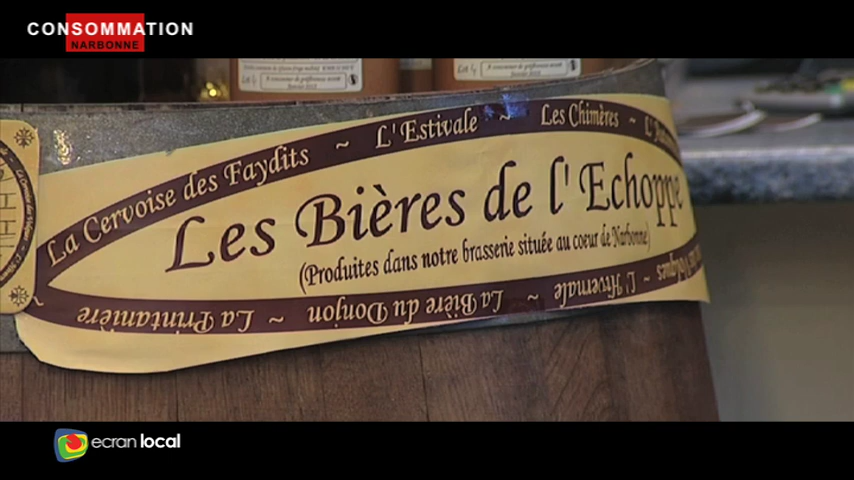 CONSOMMATION
NARBONNE
La Cervoise des Faydits ~ L'Estivale ~ Les Chimères ~
Les Bières de l'Echoppe
(Produites dans notre brasserie située au coeur de Narbonne)
L'Hivernale ~ La Bière du Donjon ~ La Printanière
ecran local